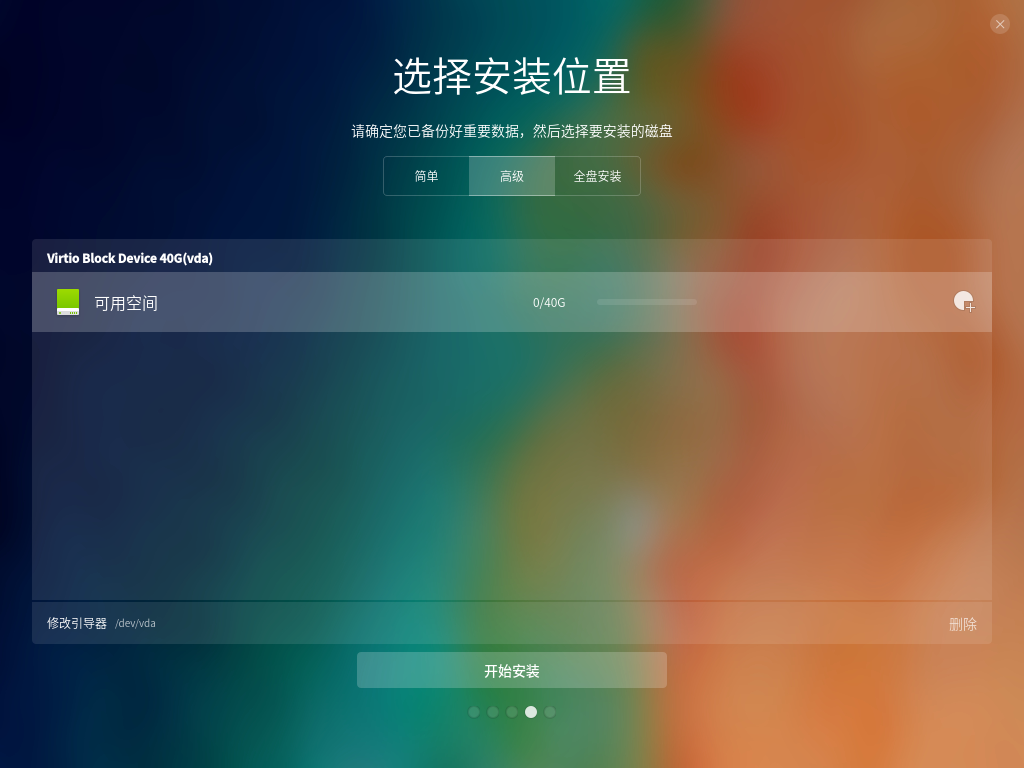 选择安装位置
请确定您已备份好重要数据，然后选择要安装的磁盘
简单 高级 全盘安装
Virtio Block Device 40G(vda)
可用空间 0/40G
修改引导器 /dev/vda 删除
开始安装